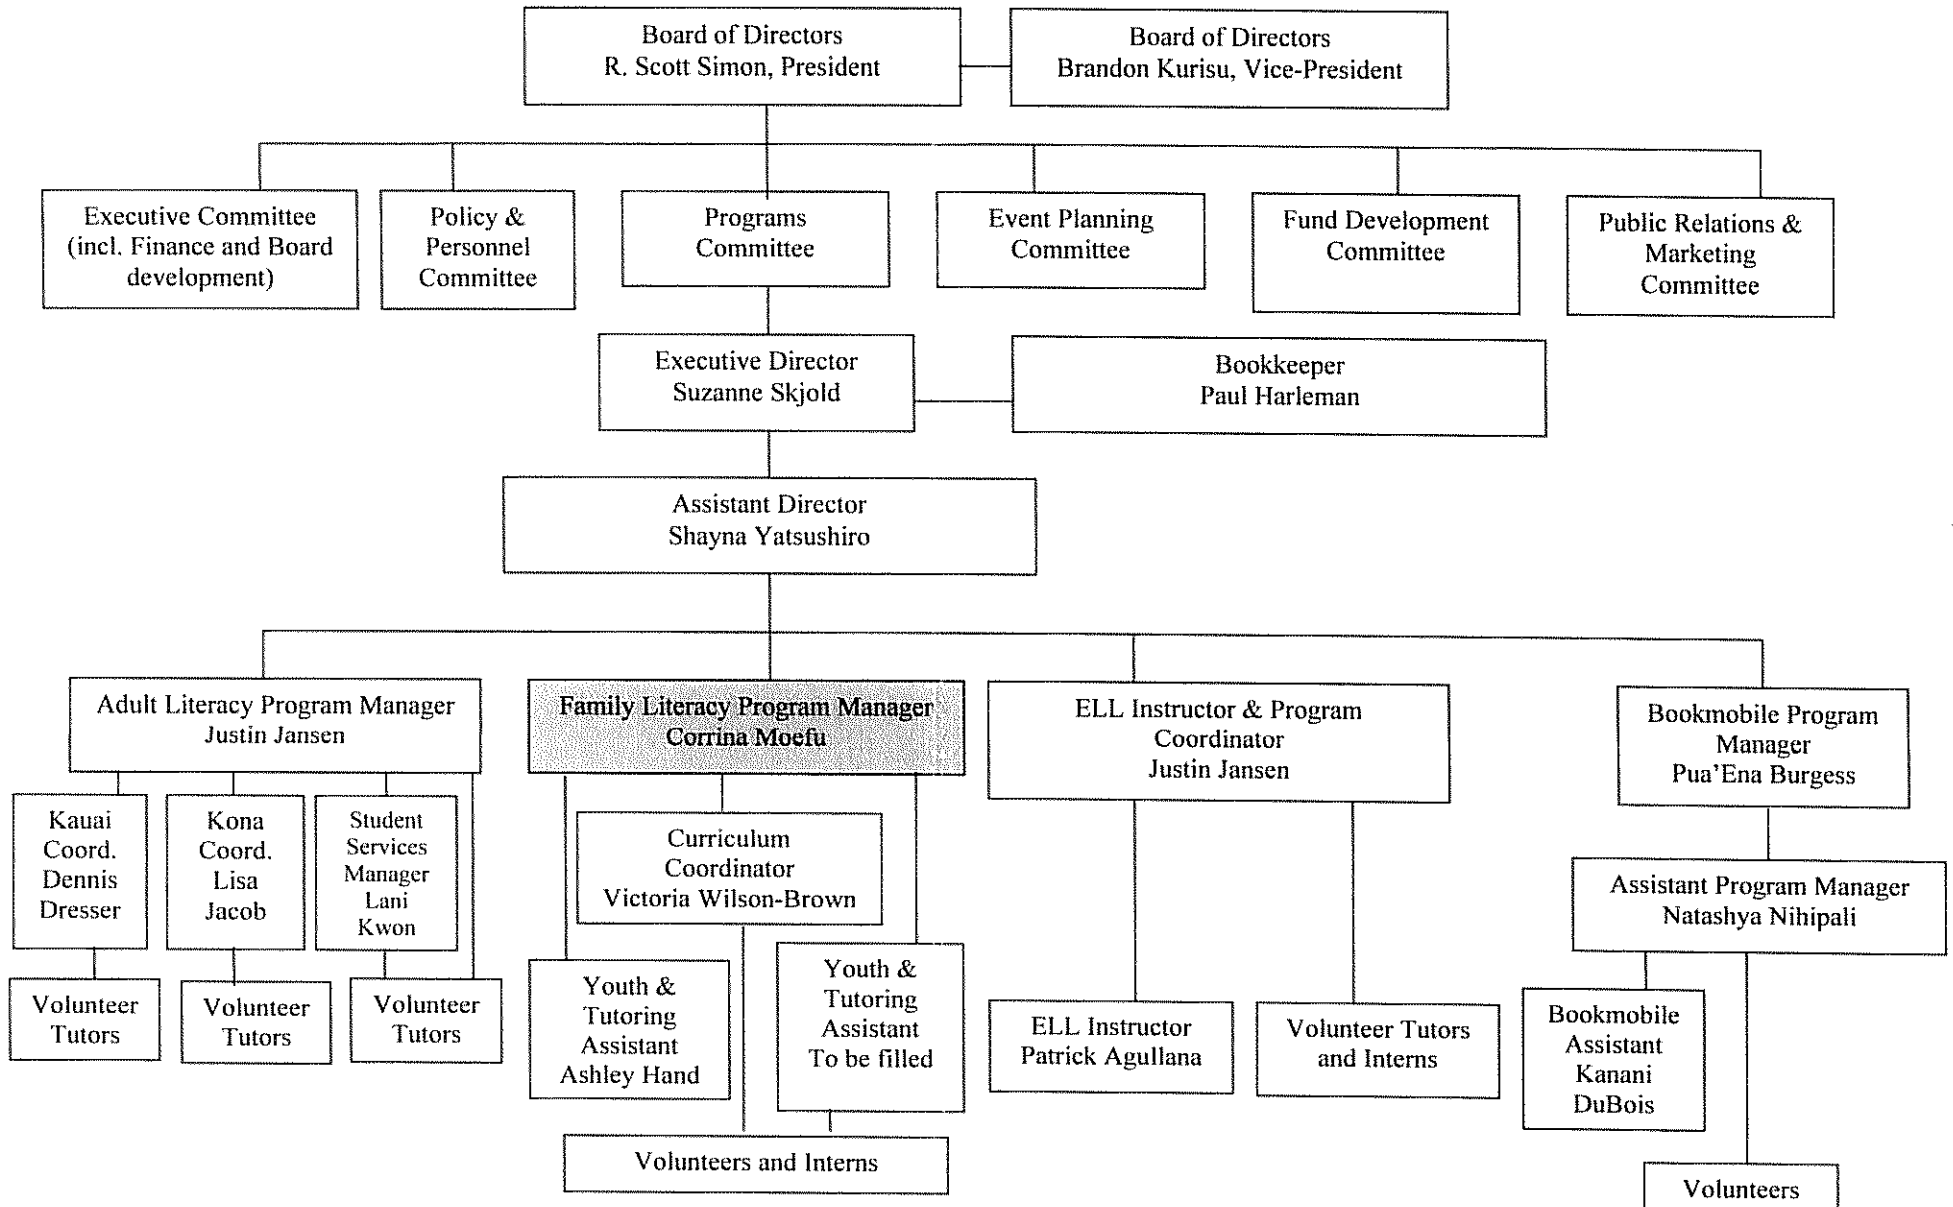 Board of Directors
R. Scott Simon, President
Board of Directors
Brandon Kurisu, Vice-President
Executive Committee
(incl. Finance and Board
development)
Policy &
Personnel
Committee
Programs
Committee
Event Planning
Committee
Fund Development
Committee
Public Relations &
Marketing
Committee
Executive Director
Suzanne Skjold
Bookkeeper
Paul Harleman
Assistant Director
Shayna Yatsushiro
Adult Literacy Program Manager
Justin Jansen
Family Literacy Program Manager
Corrina Moefu
ELL Instructor & Program
Coordinator
Justin Jansen
Bookmobile Program
Manager
Pua'Ena Burgess
Kauai
Coord.
Dennis
Dresser
Kona
Coord.
Lisa
Jacob
Student
Services
Manager
Lani
Kwon
Curriculum
Coordinator
Victoria Wilson-Brown
Assistant Program Manager
Natashya Nihipali
Volunteer
Tutors
Volunteer
Tutors
Volunteer
Tutors
Youth &
Tutoring
Assistant
Ashley Hand
Youth &
Tutoring
Assistant
To be filled
ELL Instructor
Patrick Agullana
Volunteer Tutors
and Interns
Bookmobile
Assistant
Kanani
DuBois
Volunteers and Interns
Volunteers